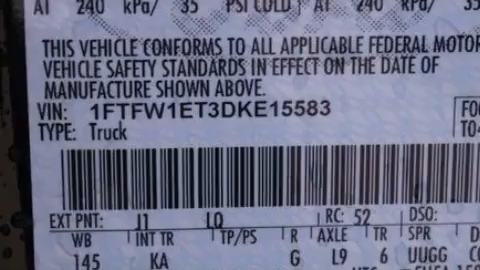 AT 240 kPa/ 35 PSI COLD AT 240 kPa/ 35
THIS VEHICLE CONFORMS TO ALL APPLICABLE FEDERAL MOTOR
VEHICLE SAFETY STANDARDS IN EFFECT ON THE DATE OF
MANUFACTURE SHOWN ABOVE.
VIN: 1FTFW1ET3DKE15583
TYPE: Truck
EXT PNT: J1 LQ RC: 52 DSO:
WB INT TR TP/PS R AXLE TR SPR
145 KA G L9 6 UUGG